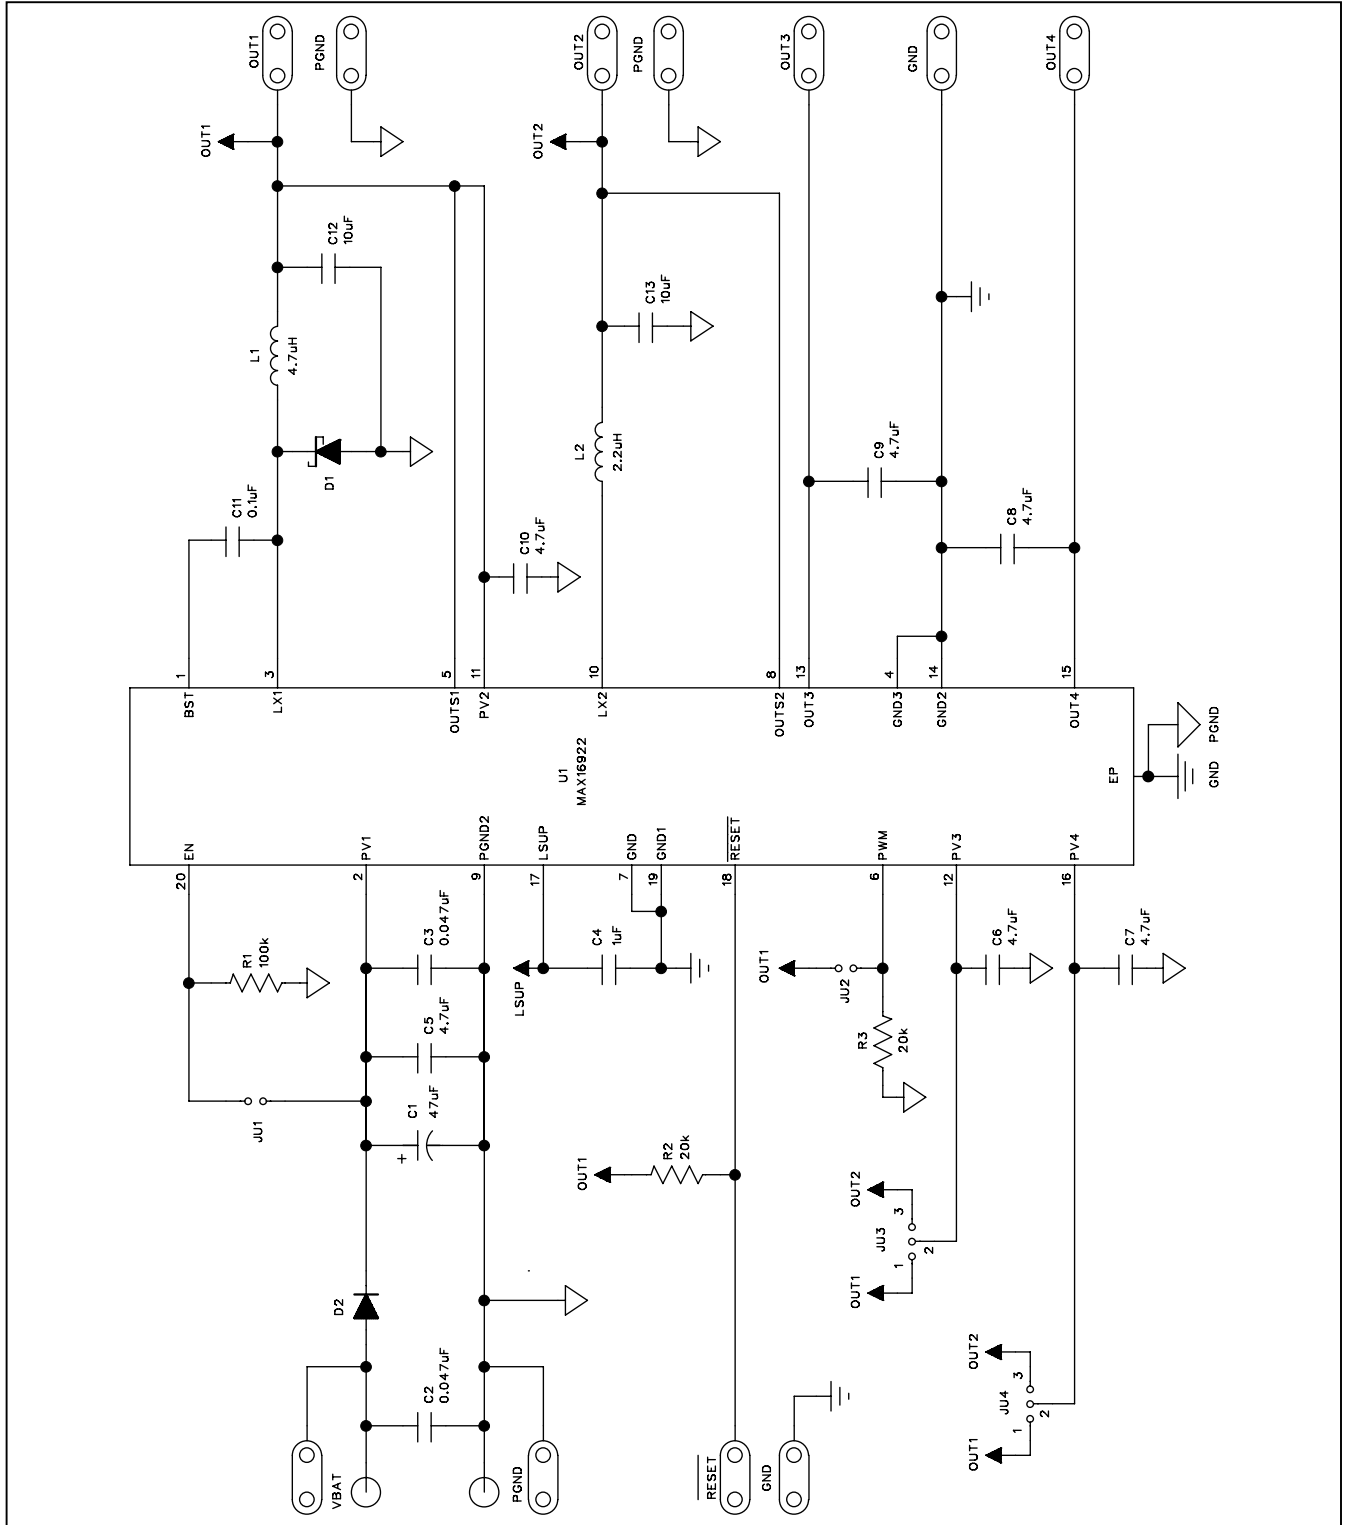 OUT1
PGND
OUT2
PGND
OUT3
GND
OUT4
OUT1
OUT2
C12
10uF
L1
4.7uH
C13
10uF
D1
L2
2.2uH
C9
4.7uF
C11
0.1uF
C10
4.7uF
C8
4.7uF
1
3
5
11
10
8
13
4
14
15
BST
LX1
OUTS1
PV2
LX2
OUTS2
OUT3
GND3
GND2
OUT4
U1
MAX16922
EP
GND
PGND
EN
PV1
PGND2
LSUP
GND
GND1
RESET
PWM
PV3
PV4
20
2
9
17
7
19
18
6
12
16
R1
100k
C3
0.047uF
LSUP
C4
1uF
OUT1
JU2
C6
4.7uF
C7
4.7uF
C5
4.7uF
R3
20k
JU1
C1
47uF
+
OUT1
R2
20k
OUT2
3
JU3
2
1
OUT1
D2
C2
0.047uF
OUT2
3
JU4
2
1
OUT1
VBAT
PGND
RESET
GND